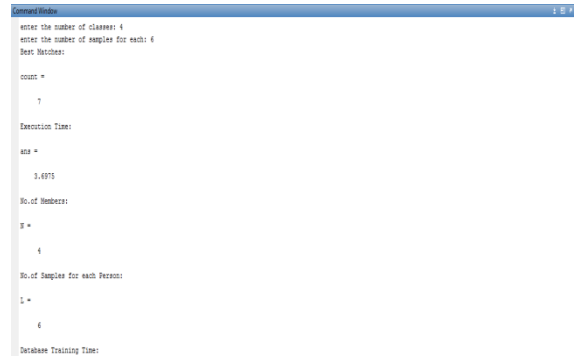 Command Window
enter the number of classes: 4
enter the number of samples for each: 6
Best Matches:
count =
7
Execution Time:
ans =
3.6975
No.of Members:
N =
4
No.of Samples for each Person:
L =
6
Database Training Time: